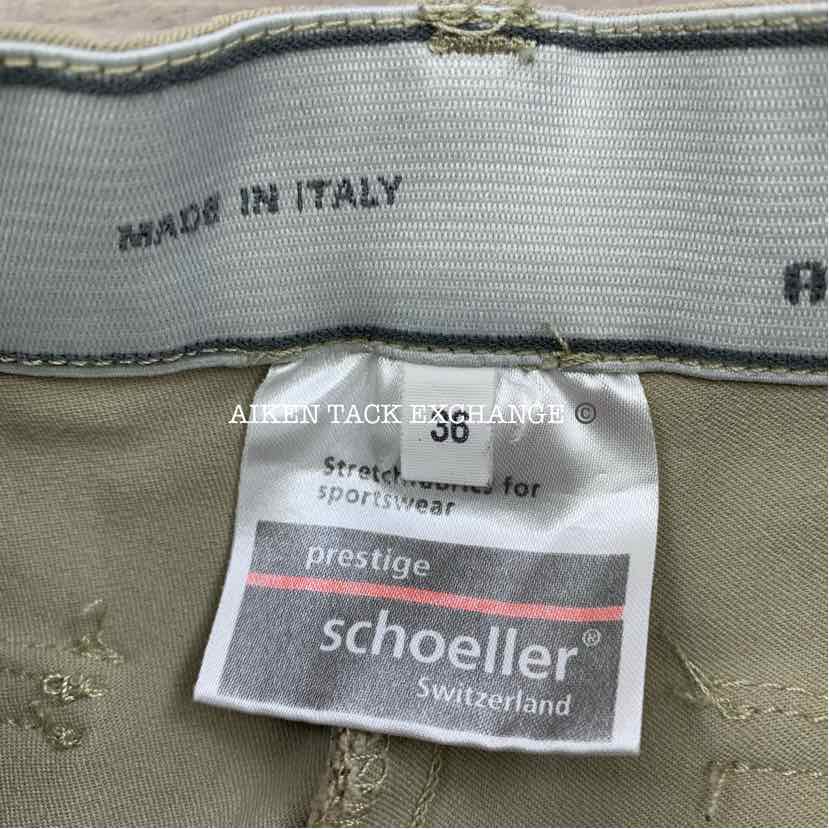 MADE IN ITALY
AIKEN TACK EXCHANGE ©
36
Stretchfabrics for
sportswear
prestige
schoeller®
Switzerland